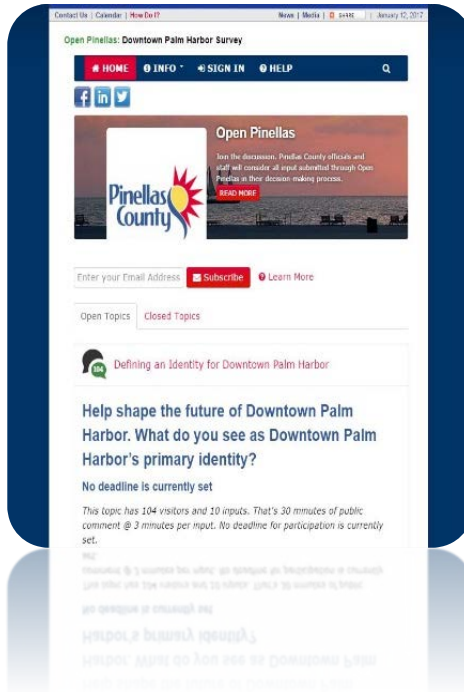 Contact Us | Calendar | How Do I?
News | Media | SHARE | January 12, 2017
Open Pinellas: Downtown Palm Harbor Survey
HOME INFO SIGN IN HELP
Open Pinellas
Join the discussion. Pinellas County officials and
staff will consider all input submitted through Open
Pinellas in their decision-making process.
READ MORE
Pinellas
County
Enter your Email Address Subscribe Learn More
Open Topics Closed Topics
104
Defining an Identity for Downtown Palm Harbor
Help shape the future of Downtown Palm
Harbor. What do you see as Downtown Palm
Harbor's primary identity?
No deadline is currently set
This topic has 104 visitors and 10 inputs. That's 30 minutes of public
comment @ 3 minutes per input. No deadline for participation is currently
set.